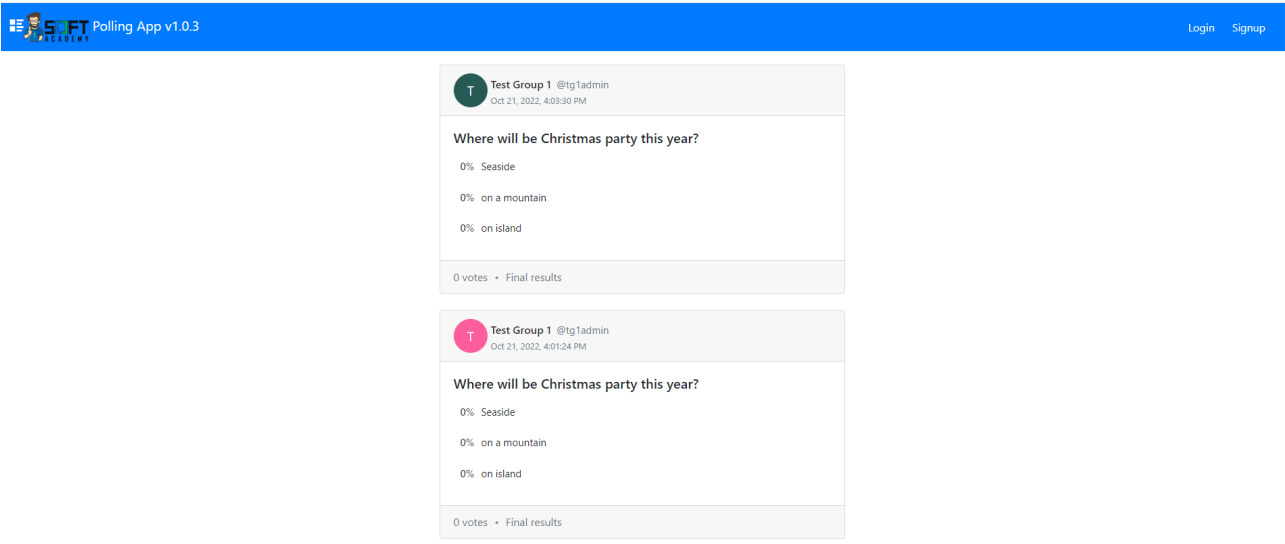 SOFT
ACADEMY
Polling App v1.0.3
Login Signup
T
Test Group 1 @tg1admin
Oct 21, 2022, 4:03:30 PM
Where will be Christmas party this year?
0% Seaside
0% on a mountain
0% on island
0 votes • Final results
T
Test Group 1 @tg1admin
Oct 21, 2022, 4:01:24 PM
Where will be Christmas party this year?
0% Seaside
0% on a mountain
0% on island
0 votes • Final results